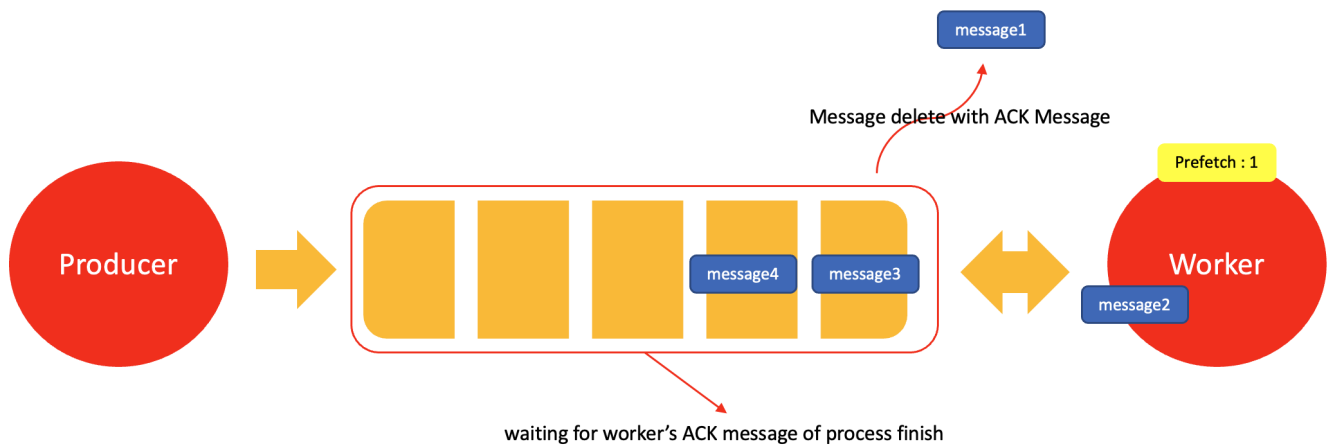 message1
Message delete with ACK Message
Prefetch : 1
Producer
message4
message3
Worker
message2
waiting for worker's ACK message of process finish